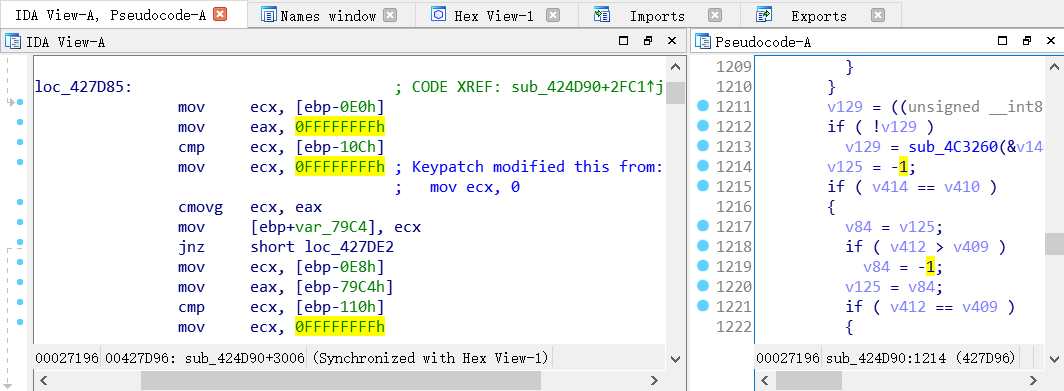 IDA View-A, Pseudocode-A
Names window
Hex View-1
Imports
Exports
IDA View-A
loc_427D85: ; CODE XREF: sub_424D90+2FC1↑j
mov ecx, [ebp-0E0h]
mov eax, 0FFFFFFFFh
cmp ecx, [ebp-10Ch]
mov ecx, 0FFFFFFFFh ; Keypatch modified this from:
; mov ecx, 0
cmovg ecx, eax
mov [ebp+var_79C4], ecx
jnz short loc_427DE2
mov ecx, [ebp-0E8h]
mov eax, [ebp-79C4h]
cmp ecx, [ebp-110h]
mov ecx, 0FFFFFFFFh
00027196 00427D96: sub_424D90+3006 (Synchronized with Hex View-1)
Pseudocode-A
1209 }
1210 }
1211 v129 = ((unsigned __int8
1212 if ( !v129 )
1213 v129 = sub_4C3260(&v14
1214 v125 = -1;
1215 if ( v414 == v410 )
1216 {
1217 v84 = v125;
1218 if ( v412 > v409 )
1219 v84 = -1;
1220 v125 = v84;
1221 if ( v412 == v409 )
1222 {
00027196 sub_424D90:1214 (427D96)